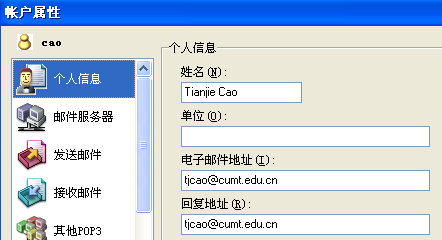 帐户属性
cao
个人信息
邮件服务器
发送邮件
接收邮件
其他POP3
个人信息
姓名(N):
Tianjie Cao
单位(O):
电子邮件地址(I):
tjcao@cumt.edu.cn
回复地址(R):
tjcao@cumt.edu.cn